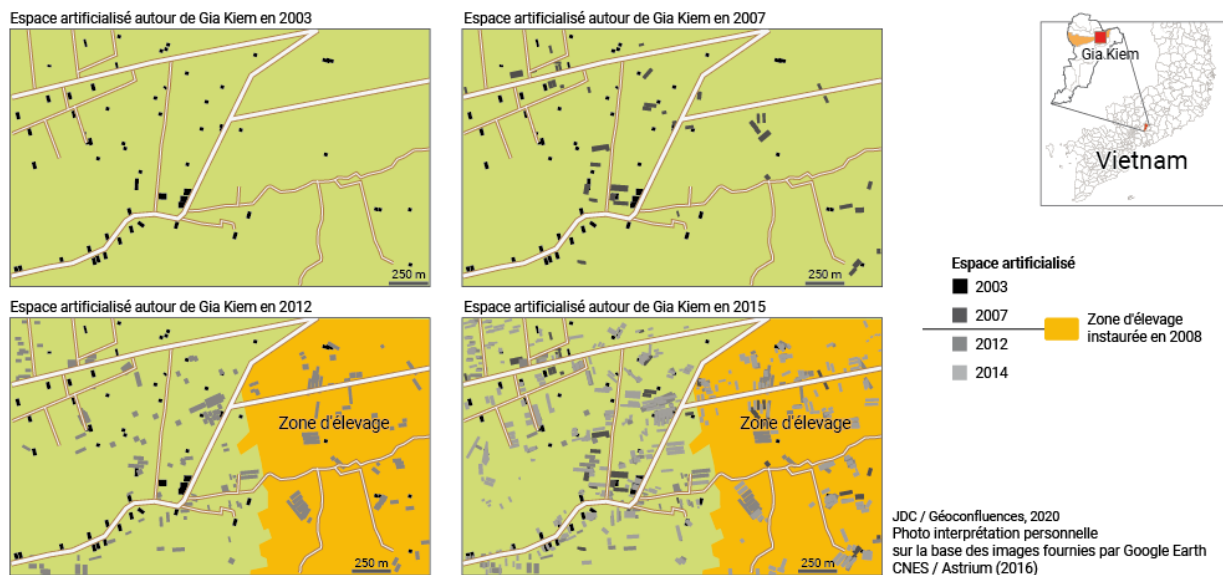 Espace artificialisé autour de Gia Kiem en 2003
250 m
Espace artificialisé autour de Gia Kiem en 2007
250 m
Gia Kiem
Vietnam
Espace artificialisé autour de Gia Kiem en 2012
Zone d'élevage
250 m
Espace artificialisé autour de Gia Kiem en 2015
Zone d'élevage
250 m
Espace artificialisé
2003
2007
2012
2014
Zone d'élevage
instaurée en 2008
JDC / Géoconfluences, 2020
Photo interprétation personnelle
sur la base des images fournies par Google Earth
CNES / Astrium (2016)